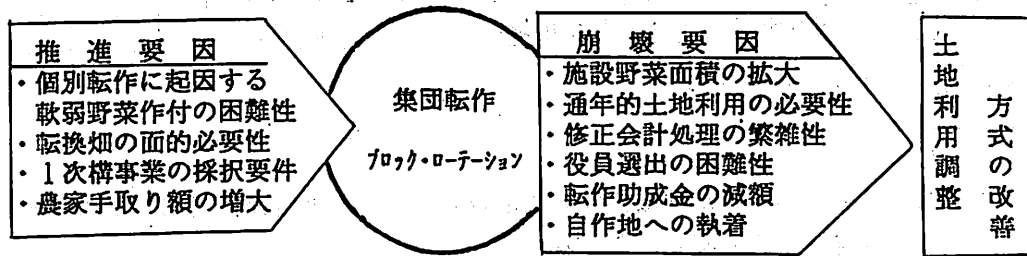 推進要因
・個別転作に起因する
軟弱野菜作付の困難性
・転換畑の面的必要性
・1次構事業の採択要件
・農家手取り額の増大
集団転作
ブロック・ローテーション
崩壊要因
・施設野菜面積の拡大
・通年的土地利用の必要性
・修正会計処理の繁雑性
・役員選出の困難性
・転作助成金の減額
・自作地への執着
土地利用調整
方式の改善